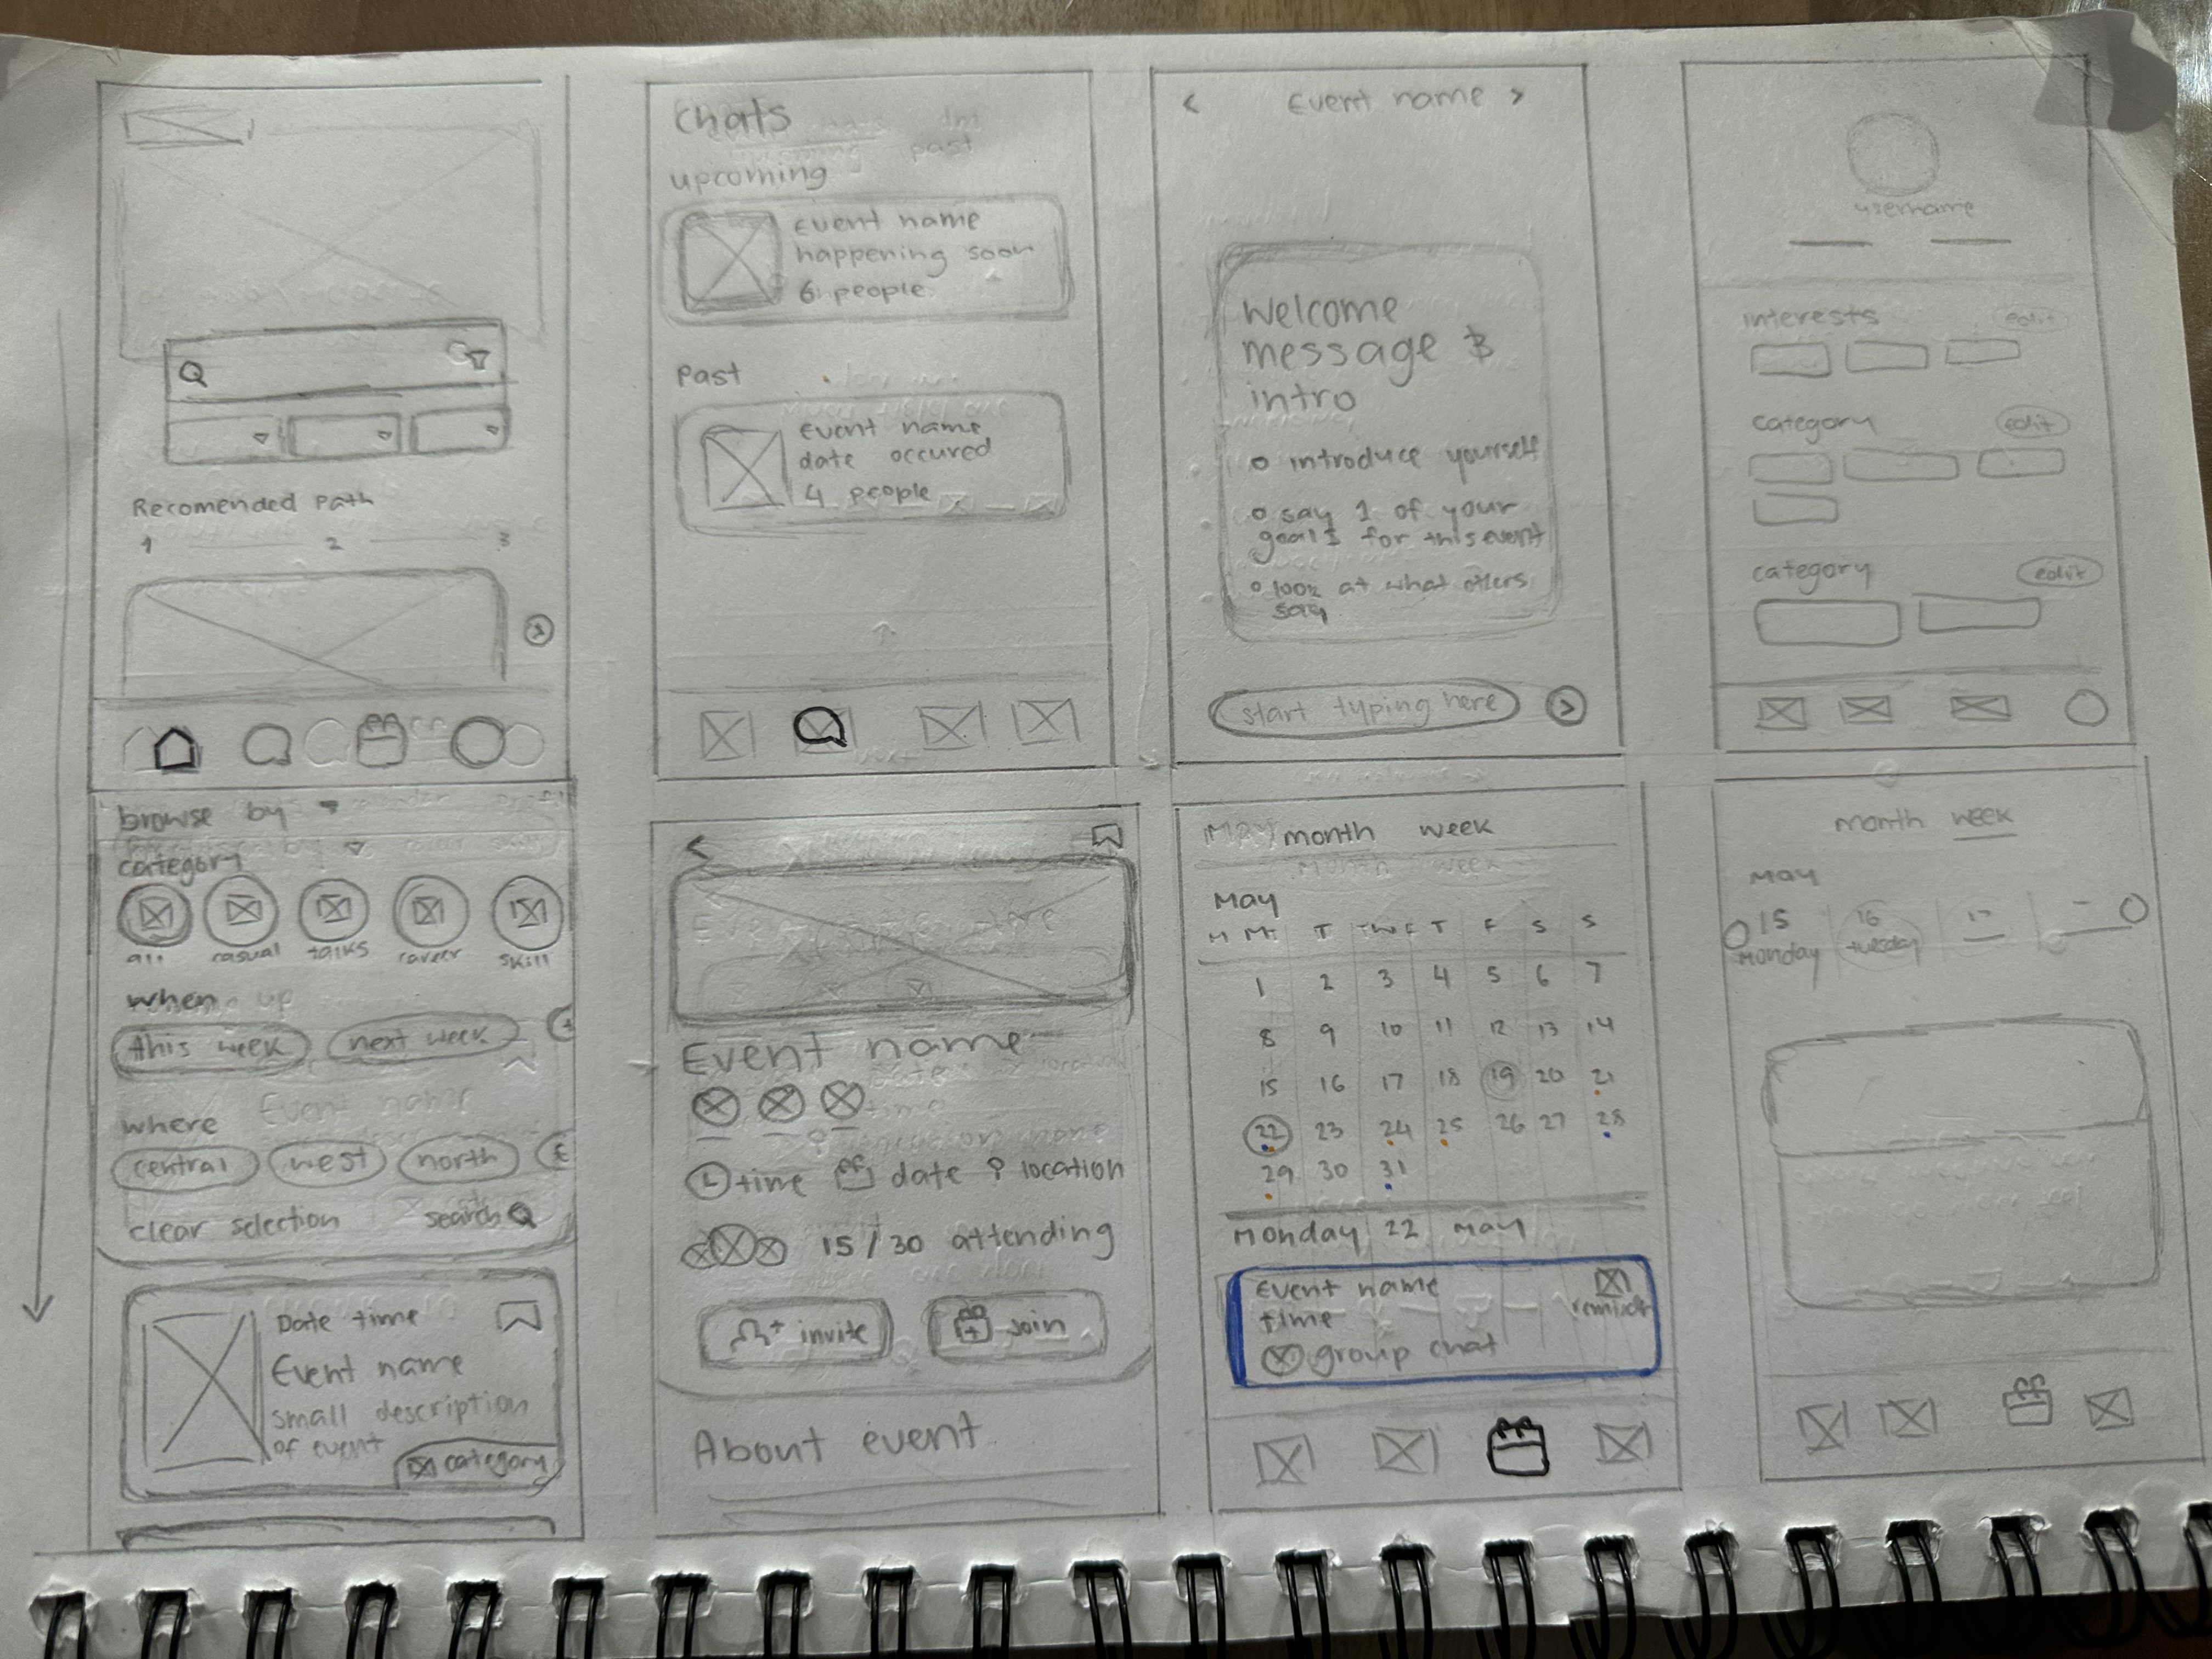 Recomended Path
1 2 3
browse by
category
all casual talks career skill
when
this week next week
where
central west north E
clear selection search
Date time
Event name
small description
of event
category
chats
upcoming
Event name
happening soon
6 people
Past
event name
date occured
4 people
Event name
time date location
15/30 attending
invite join
About event
< Event name >
Welcome
message &
intro
introduce yourself
say 1 of your
goals for this event
look at what others
say
start typing here
month week
May
M T W T F S S
1 2 3 4 5 6 7
8 9 10 11 12 13 14
15 16 17 18 19 20 21
22 23 24 25 26 27 28
29 30 31
Monday 22 May
Event name
time
reminder
group chat
username
interests edit
category edit
category edit
month week
May
15 16 17
Monday tuesday